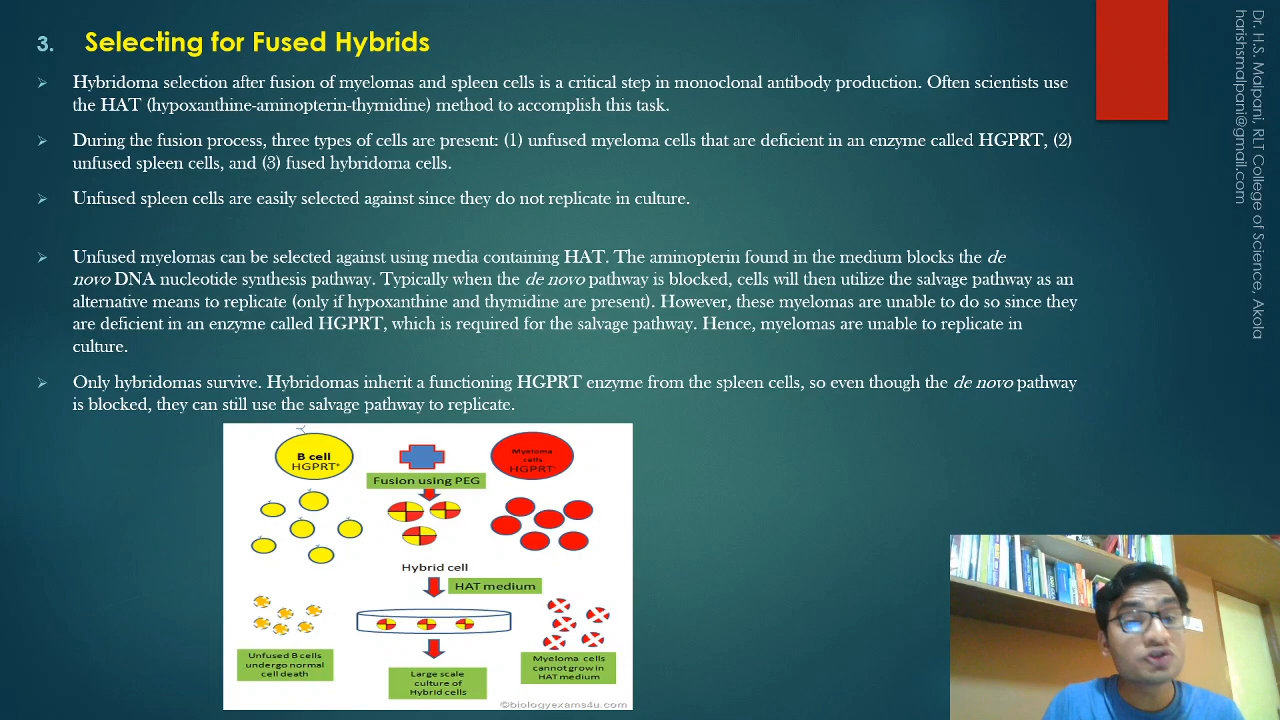 3. Selecting for Fused Hybrids
Hybridoma selection after fusion of myelomas and spleen cells is a critical step in monoclonal antibody production. Often scientists use
the HAT (hypoxanthine-aminopterin-thymidine) method to accomplish this task.
During the fusion process, three types of cells are present: (1) unfused myeloma cells that are deficient in an enzyme called HGPRT, (2)
unfused spleen cells, and (3) fused hybridoma cells.
Unfused spleen cells are easily selected against since they do not replicate in culture.
Unfused myelomas can be selected against using media containing HAT. The aminopterin found in the medium blocks the de
novo DNA nucleotide synthesis pathway. Typically when the de novo pathway is blocked, cells will then utilize the salvage pathway as an
alternative means to replicate (only if hypoxanthine and thymidine are present). However, these myelomas are unable to do so since they
are deficient in an enzyme called HGPRT, which is required for the salvage pathway. Hence, myelomas are unable to replicate in
culture.
Only hybridomas survive. Hybridomas inherit a functioning HGPRT enzyme from the spleen cells, so even though the de novo pathway
is blocked, they can still use the salvage pathway to replicate.
B cell
HGPRT+
Fusion using PEG
Myeloma
cells
HGPRT-
Hybrid cell
HAT medium
Unfused B cells
undergo normal
cell death
Large scale
culture of
Hybrid cells
Myeloma cells
cannot grow in
HAT medium
©biologyexams4u.com
Dr. H.S. Malpani, RLT College of Science, Akola
harishsmalpani@gmail.com